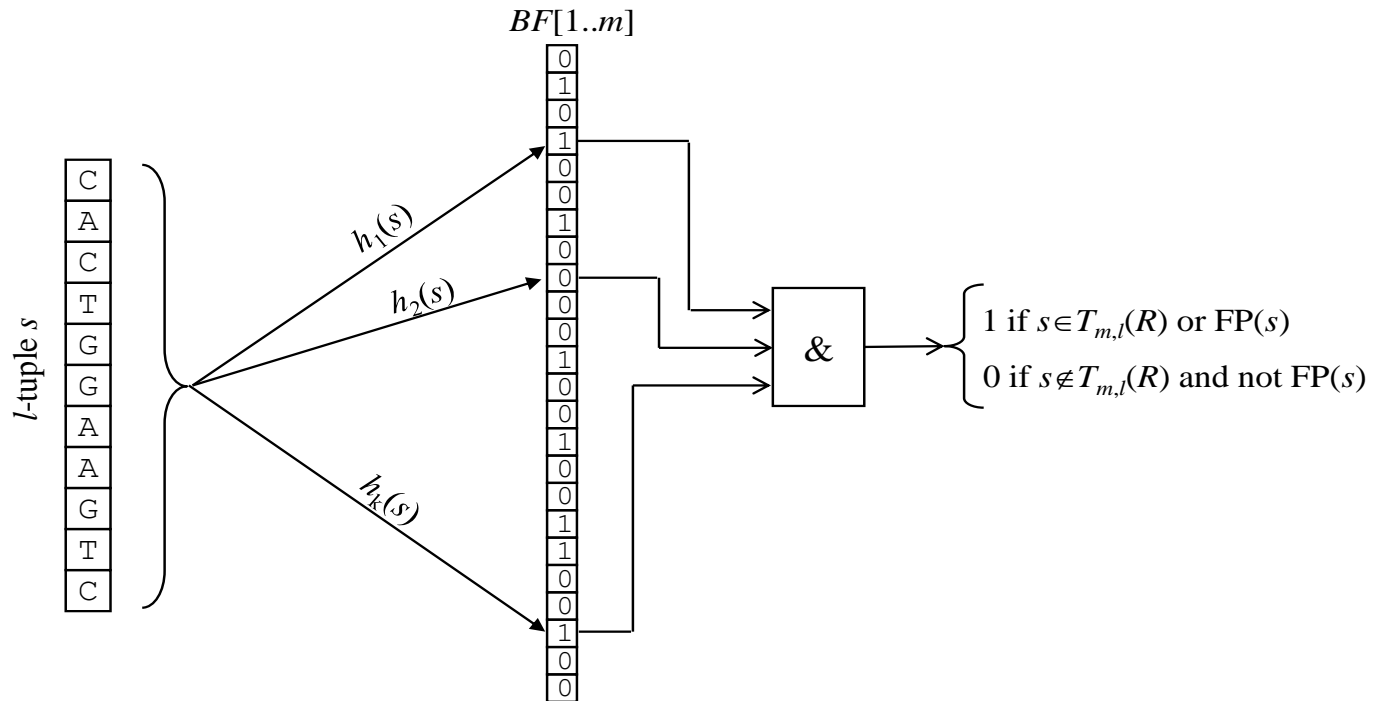 BF[1..m]
0
1
0
1
0
0
1
0
0
0
0
1
0
0
1
0
0
1
1
0
0
1
0
0
l-tuple s
C
A
C
T
G
G
A
A
G
T
C
h₁(s)
h₂(s)
hₖ(s)
&
1 if s∈Tₘ,ₗ(R) or FP(s)
0 if s∉Tₘ,ₗ(R) and not FP(s)